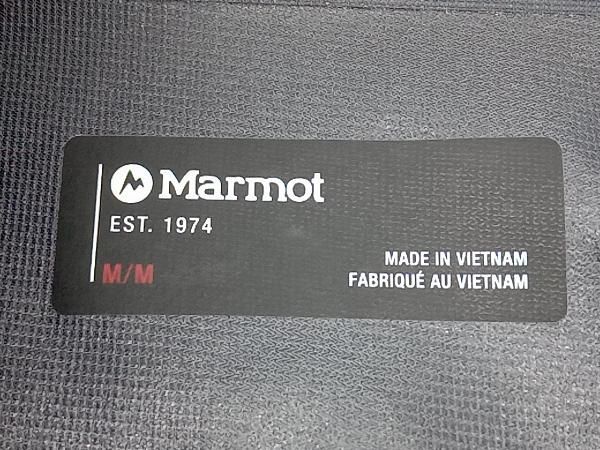 Marmot
EST. 1974
M/M
MADE IN VIETNAM
FABRIQUÉ AU VIETNAM